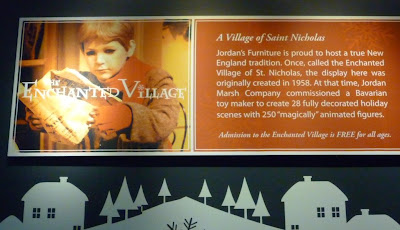 THE
ENCHANTED VILLAGE
A Village of Saint Nicholas
Jordan's Furniture is proud to host a true New
England tradition. Once, called the Enchanted
Village of St. Nicholas, the display here was
originally created in 1958. At that time, Jordan
Marsh Company commissioned a Bavarian
toy maker to create 28 fully decorated holiday
scenes with 250 "magically" animated figures.
Admission to the Enchanted Village is FREE for all ages.